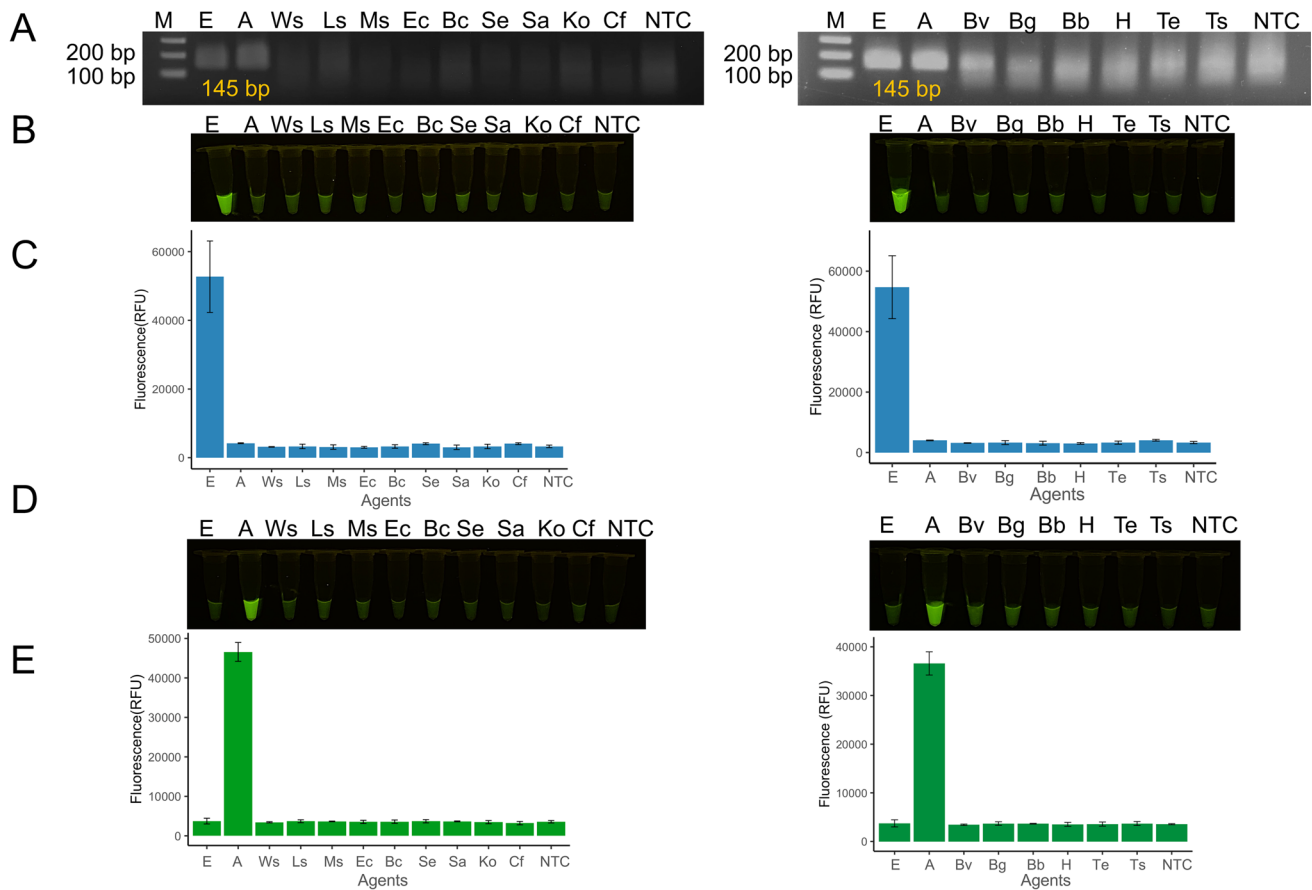 A
M E A Ws Ls Ms Ec Bc Se Sa Ko Cf NTC
200 bp
100 bp
145 bp
M E A Bv Bg Bb H Te Ts NTC
200 bp
100 bp
145 bp
B
E A Ws Ls Ms Ec Bc Se Sa Ko Cf NTC
E A Bv Bg Bb H Te Ts NTC
C
Fluorescence(RFU)
60000
40000
20000
0
E A Ws Ls Ms Ec Bc Se Sa Ko Cf NTC
Agents
Fluorescence (RFU)
60000
40000
20000
0
E A Bv Bg Bb H Te Ts NTC
Agents
D
E A Ws Ls Ms Ec Bc Se Sa Ko Cf NTC
E A Bv Bg Bb H Te Ts NTC
E
Fluorescence(RFU)
50000
40000
30000
20000
10000
0
E A Ws Ls Ms Ec Bc Se Sa Ko Cf NTC
Agents
Fluorescence (RFU)
40000
30000
20000
10000
0
E A Bv Bg Bb H Te Ts NTC
Agents